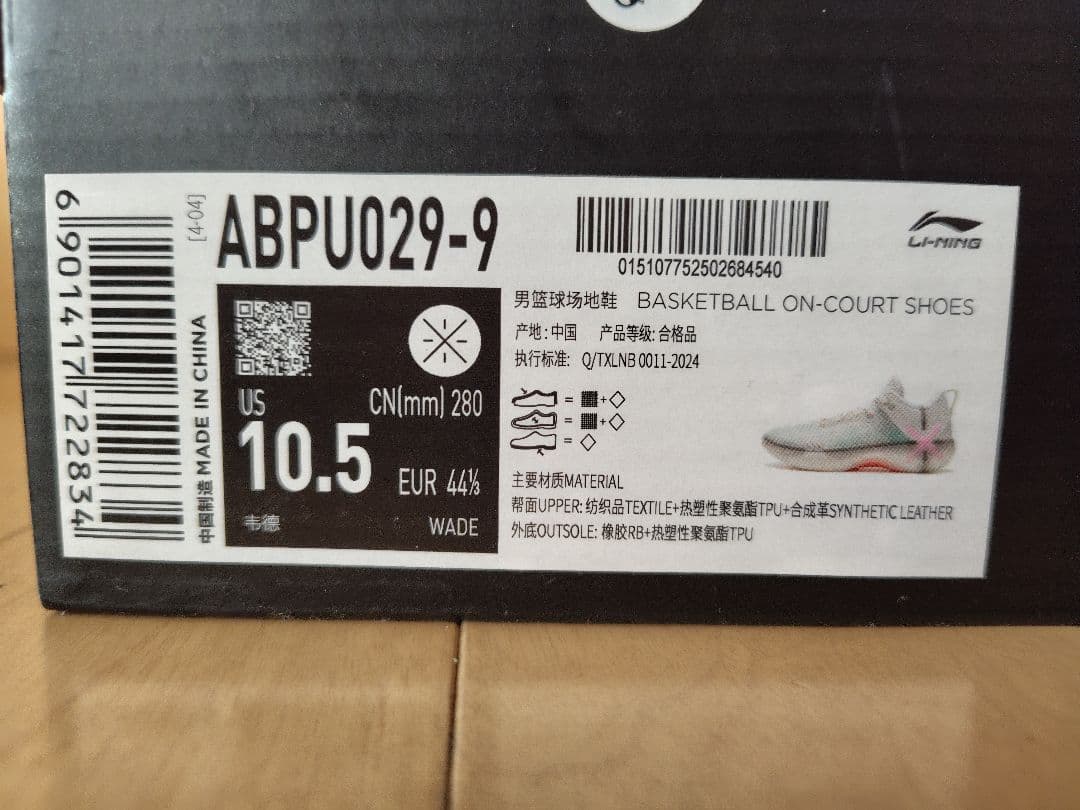 6 901417 722834
[4-04]
中国制造 MADE IN CHINA
ABPU029-9
015107752502684540
LI-NING
男篮球场地鞋 BASKETBALL ON-COURT SHOES
产地:中国 产品等级:合格品
执行标准: Q/TXLNB 0011-2024
US
CN(mm) 280
10.5
EUR 44⅓
韦德
WADE
主要材质MATERIAL
帮面UPPER: 纺织品TEXTILE+热塑性聚氨酯TPU+合成革SYNTHETIC LEATHER
外底OUTSOLE: 橡胶RB+热塑性聚氨酯TPU